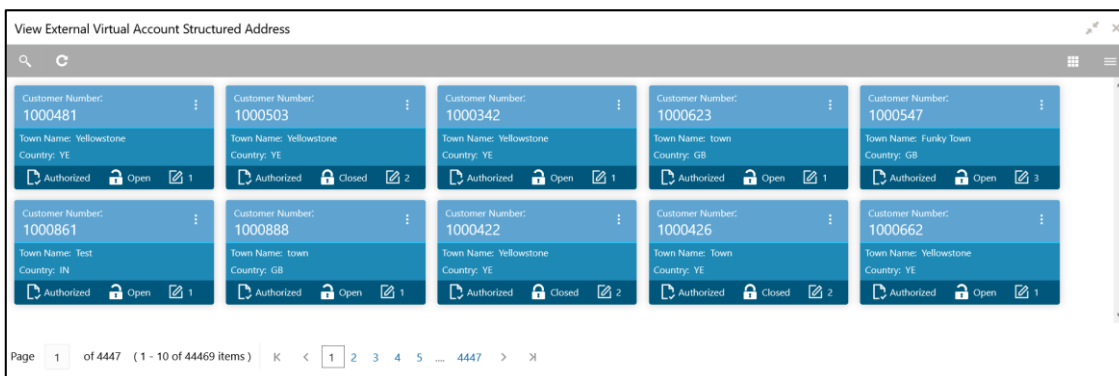 View External Virtual Account Structured Address
Customer Number: Customer Number: Customer Number: Customer Number: Customer Number:
1000481 1000503 1000342 1000623 1000547
Town Name: Yellowstone Town Name: Yellowstone Town Name: Yellowstone Town Name: town Town Name: Funky Town
Country: YE Country: YE Country: YE Country: GB Country: GB
Authorized Open 1 Authorized Closed 2 Authorized Open 1 Authorized Open 1 Authorized Open 3
Customer Number: Customer Number: Customer Number: Customer Number: Customer Number:
1000861 1000888 1000422 1000426 1000662
Town Name: Test Town Name: town Town Name: Yellowstone Town Name: Town Town Name: Yellowstone
Country: IN Country: GB Country: YE Country: YE Country: YE
Authorized Open 1 Authorized Open 1 Authorized Closed 2 Authorized Closed 2 Authorized Open 1
Page 1 of 4447 ( 1 - 10 of 44469 items ) 1 2 3 4 5 .... 4447